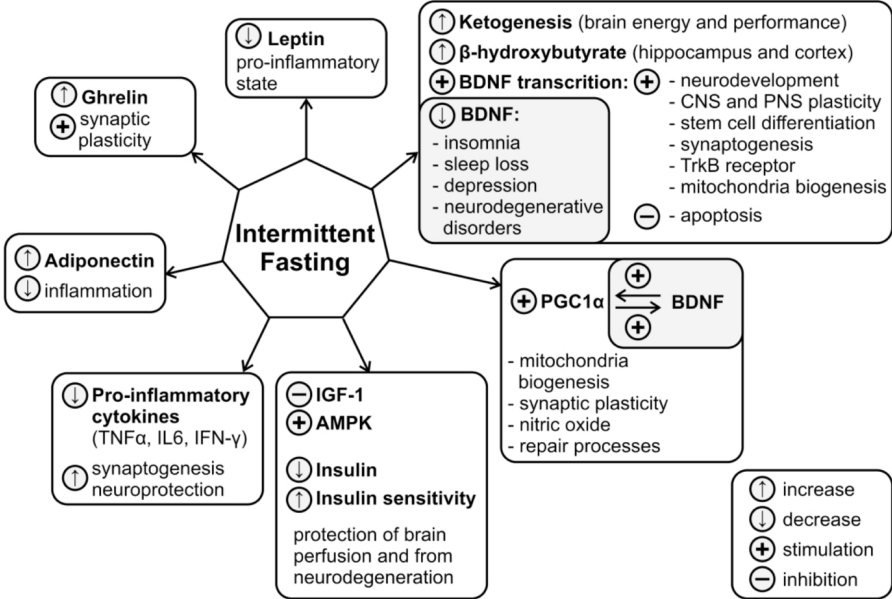 ↓ Leptin
pro-inflammatory
state
↑ Ghrelin
+ synaptic
plasticity
↑ Ketogenesis (brain energy and performance)
↑ β-hydroxybutyrate (hippocampus and cortex)
+ BDNF transcrition:
↓ BDNF:
- insomnia
- sleep loss
- depression
- neurodegenerative
disorders
+ - neurodevelopment
- CNS and PNS plasticity
- stem cell differentiation
- synaptogenesis
- TrkB receptor
- mitochondria biogenesis
− - apoptosis
Intermittent
Fasting
↑ Adiponectin
↓ inflammation
+ PGC1α
+
BDNF
+
- mitochondria
biogenesis
- synaptic plasticity
- nitric oxide
- repair processes
↓ Pro-inflammatory
cytokines
(TNFα, IL6, IFN-γ)
↑ synaptogenesis
neuroprotection
− IGF-1
+ AMPK
↓ Insulin
↑ Insulin sensitivity
protection of brain
perfusion and from
neurodegeneration
↑ increase
↓ decrease
+ stimulation
− inhibition